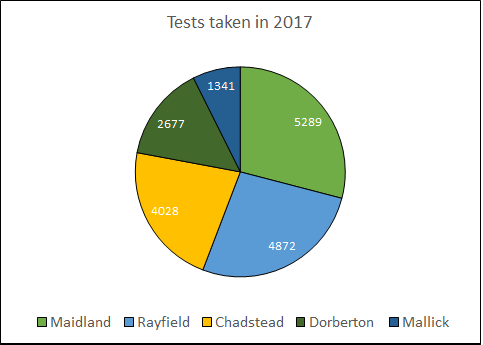 Tests taken in 2017
1341
5289
2677
4028
4872
Maidland Rayfield Chadstead Dorberton Mallick